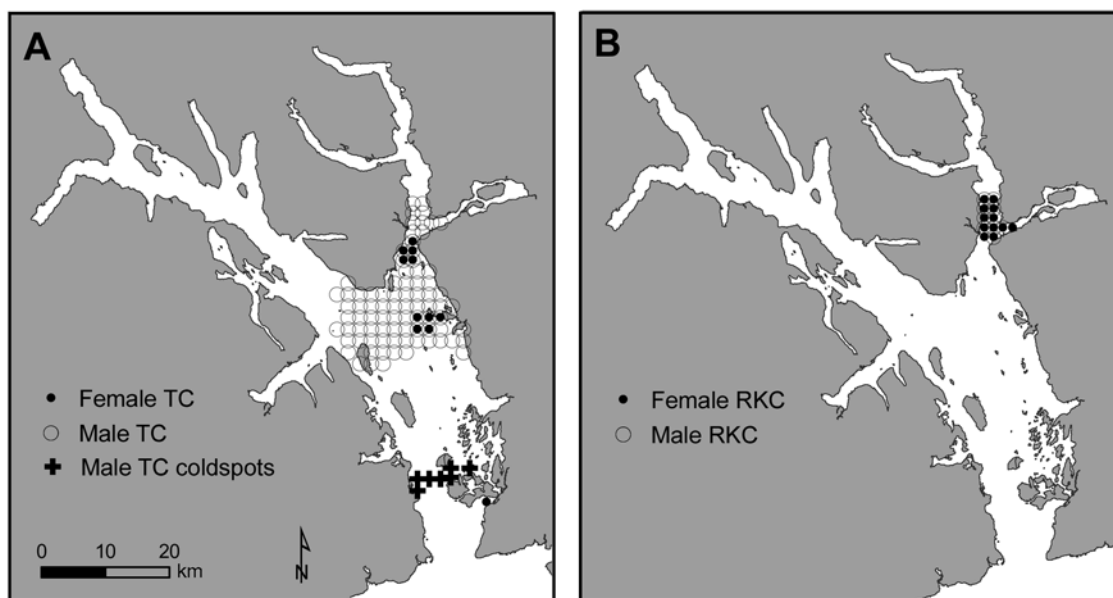 A
Female TC
Male TC
Male TC coldspots
0 10 20
km
N
B
Female RKC
Male RKC